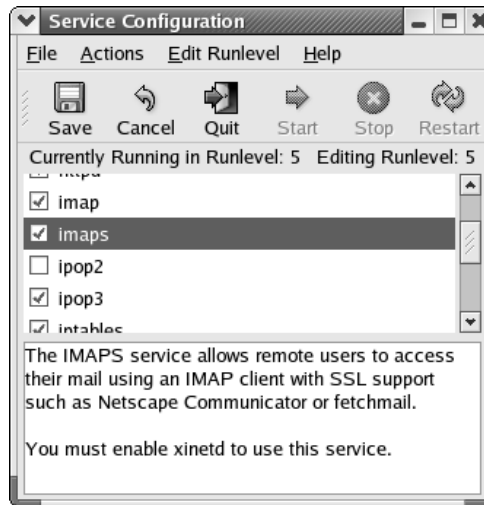 Service Configuration
File Actions Edit Runlevel Help
Save Cancel Quit Start Stop Restart
Currently Running in Runlevel: 5 Editing Runlevel: 5
httpd
imap
imaps
ipop2
ipop3
iptables
The IMAPS service allows remote users to access
their mail using an IMAP client with SSL support
such as Netscape Communicator or fetchmail.
You must enable xinetd to use this service.